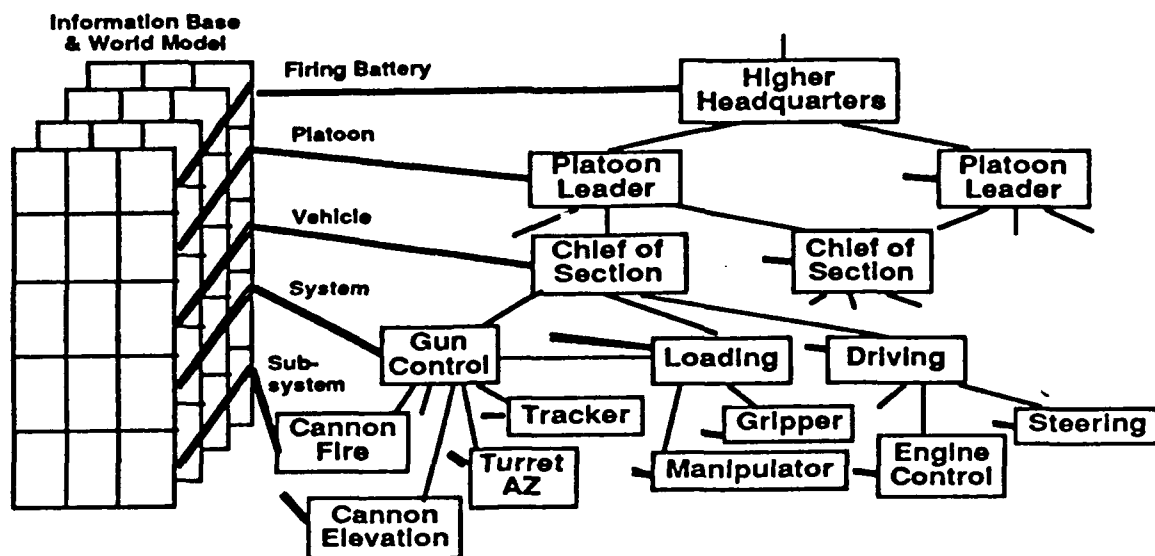 Information Base
& World Model
Firing Battery
Higher
Headquarters
Platoon
Platoon
Leader
Platoon
Leader
Vehicle
Chief of
Section
Chief of
Section
System
Gun
Control
Loading
Driving
Sub-
system
Cannon
Fire
Tracker
Gripper
Steering
Turret
AZ
Manipulator
Engine
Control
Cannon
Elevation